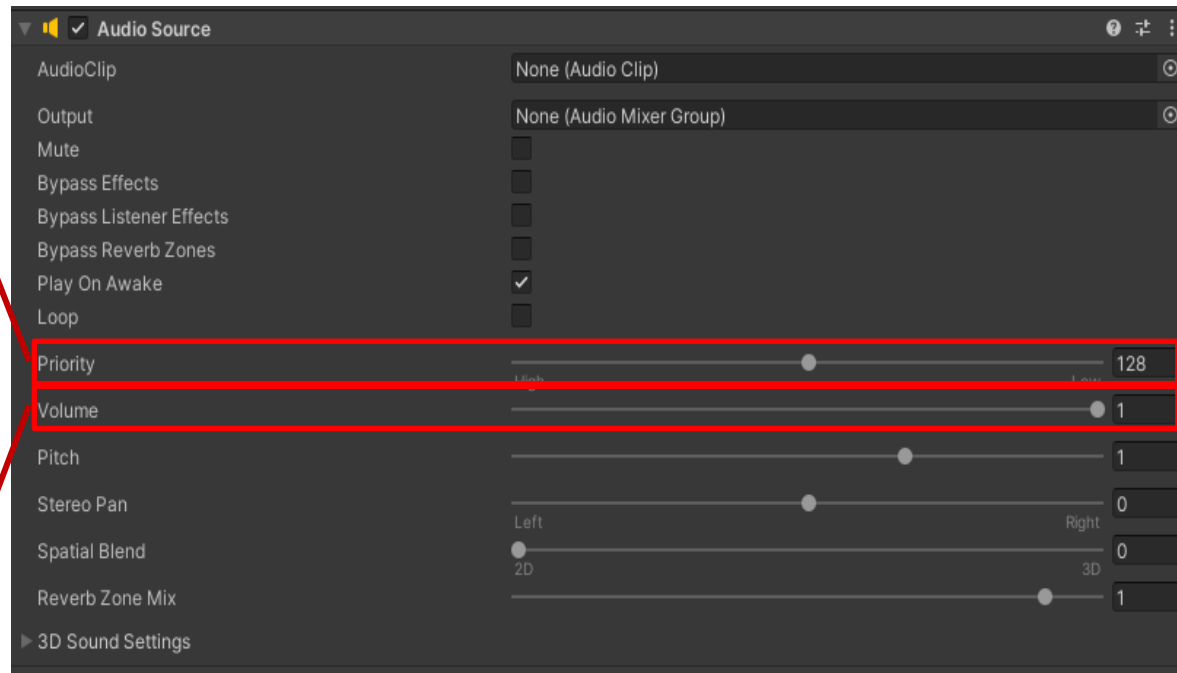 Audio Source
AudioClip None (Audio Clip)
Output None (Audio Mixer Group)
Mute
Bypass Effects
Bypass Listener Effects
Bypass Reverb Zones
Play On Awake
Loop
Priority 128
High Low
Volume 1
Pitch 1
Stereo Pan 0
Left Right
Spatial Blend 0
2D 3D
Reverb Zone Mix 1
3D Sound Settings